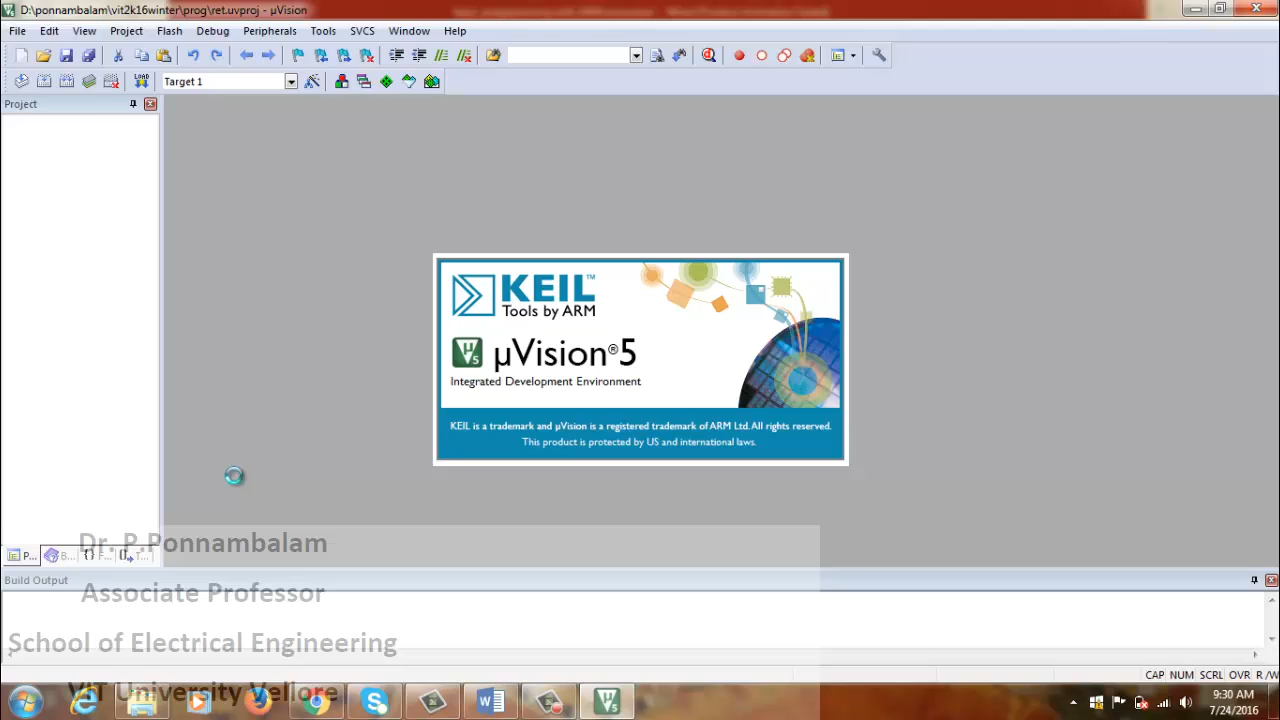 D:\ponnambalam\vit2k16winter\prog\ret.uvproj - µVision
File Edit View Project Flash Debug Peripherals Tools SVCS Window Help
LOAD
Target 1
Project
KEIL™
Tools by ARM
µVision®5
Integrated Development Environment
KEIL is a trademark and µVision is a registered trademark of ARM Ltd. All rights reserved.
This product is protected by US and international laws.
P... B... {} F... T...
Dr. P.Ponnambalam
Build Output
Associate Professor
School of Electrical Engineering
VIT University Vellore
CAP NUM SCRL OVR R/W
9:30 AM
7/24/2016